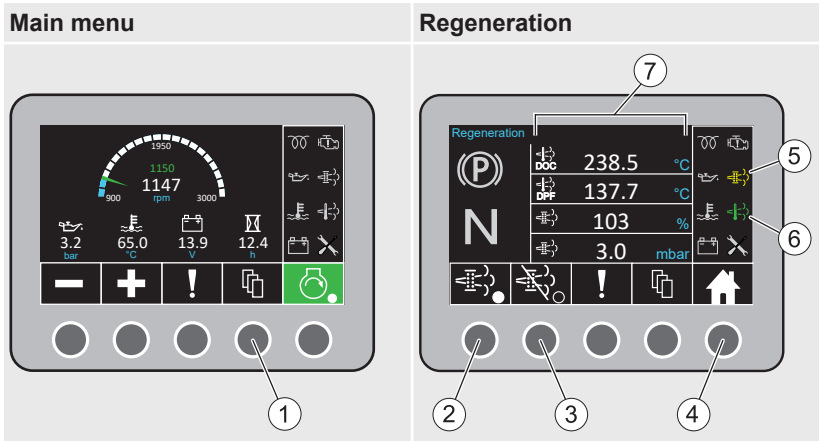 Main menu
Regeneration
1950
1150
1147
rpm
900
3000
3.2
bar
65.0
°C
13.9
V
12.4
h
1
Regeneration
7
P
N
DOC
238.5 °C
DPF
137.7 °C
103 %
3.0 mbar
5
6
2
3
4